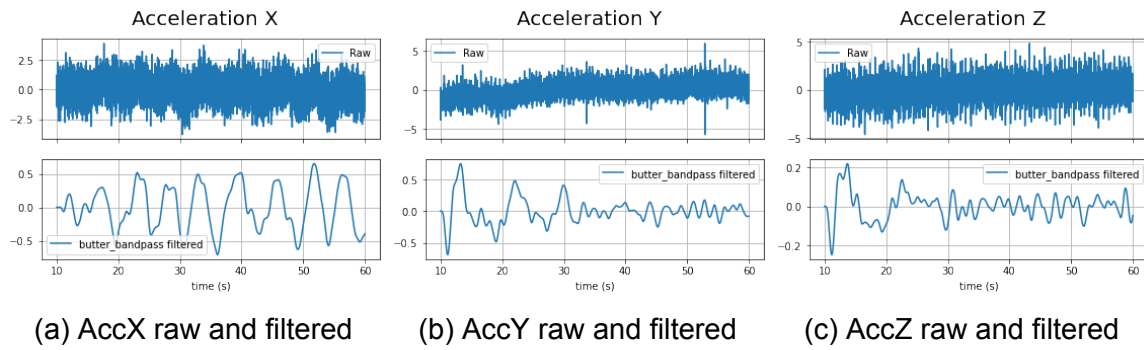 Acceleration X
Acceleration Y
Acceleration Z
Raw
2.5
0.0
−2.5
Raw
5
0
−5
Raw
5
0
−5
butter_bandpass filtered
0.5
0.0
−0.5
10 20 30 40 50 60
time (s)
butter_bandpass filtered
0.5
0.0
−0.5
10 20 30 40 50 60
time (s)
butter_bandpass filtered
0.2
0.0
−0.2
10 20 30 40 50 60
time (s)
(a) AccX raw and filtered
(b) AccY raw and filtered
(c) AccZ raw and filtered